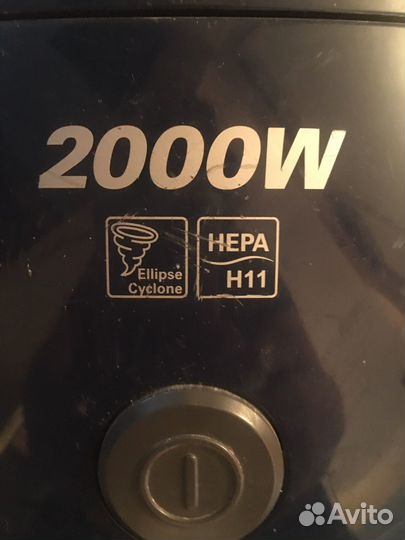 2000W
Ellipse
Cyclone
HEPA
H11
Avito